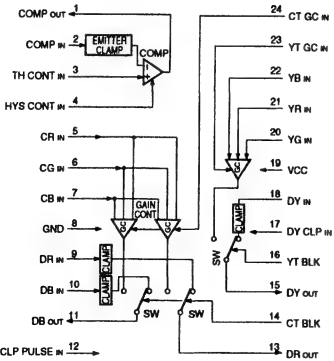 COMP OUT 1
COMP IN 2
EMITTER
CLAMP
COMP
TH CONT IN 3
HYS CONT IN 4
CR IN 5
CG IN 6
CB IN 7
GAIN
CONT
GC
GC
GND 8
DR IN 9
CLAMP
CLAMP
DB IN 10
DB OUT 11
SW
SW
CLP PULSE IN 12
24 CT GC IN
23 YT GC IN
22 YB IN
21 YR IN
20 YG IN
GC
19 VCC
18 DY IN
CLAMP
17 DY CLP IN
SW
16 YT BLK
15 DY OUT
14 CT BLK
13 DR OUT